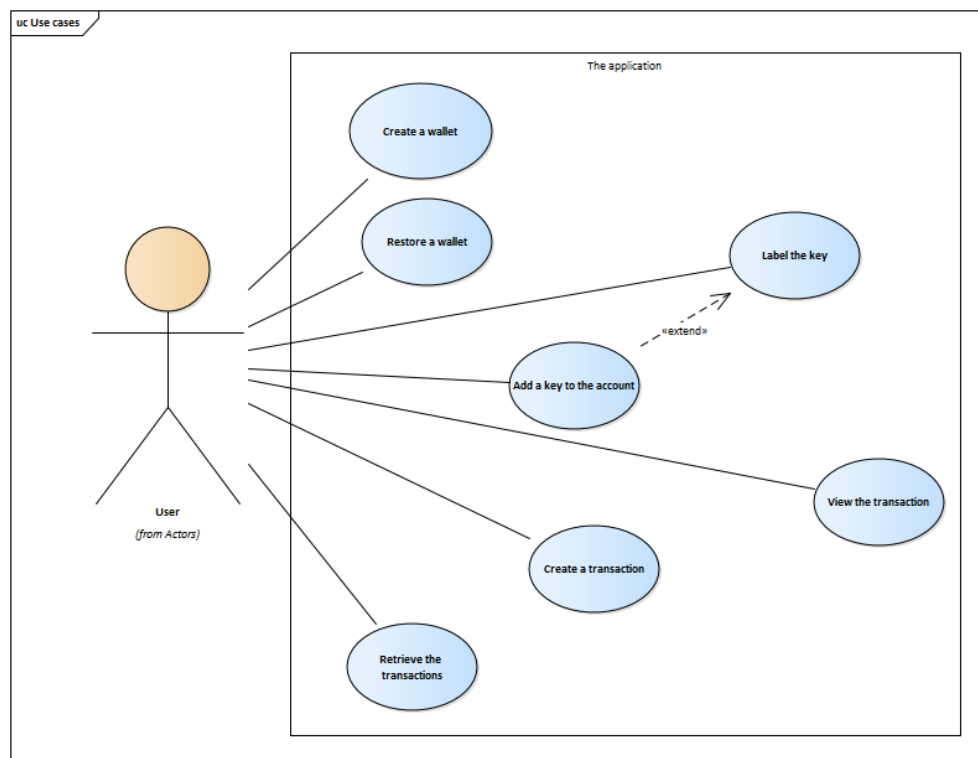 uc Use cases
The application
Create a wallet
Restore a wallet
Label the key
«extend»
Add a key to the account
View the transaction
User
(from Actors)
Create a transaction
Retrieve the
transactions